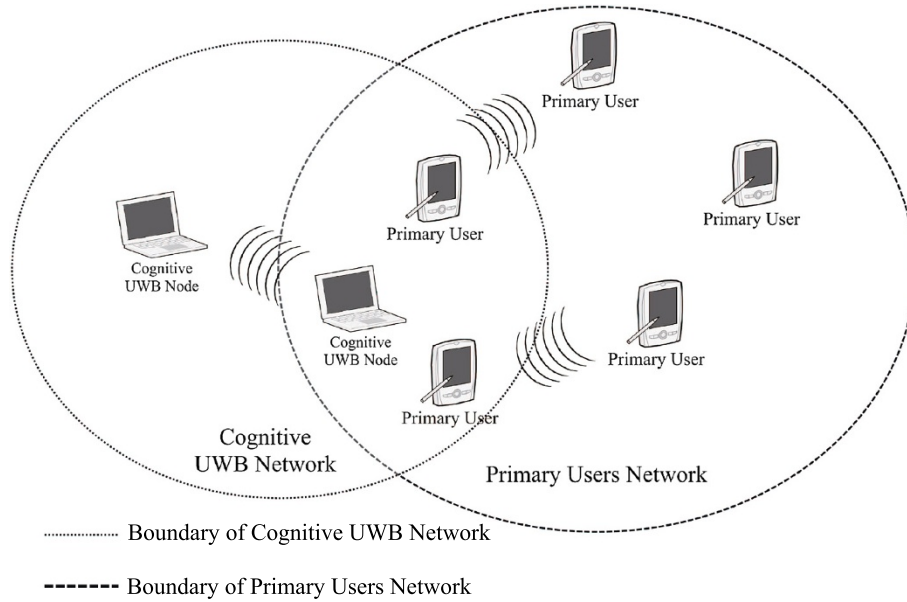 Primary User
Primary User
Primary User
Cognitive
UWB Node
Cognitive
UWB Node
Primary User
Primary User
Cognitive
UWB Network
Primary Users Network
Boundary of Cognitive UWB Network
Boundary of Primary Users Network